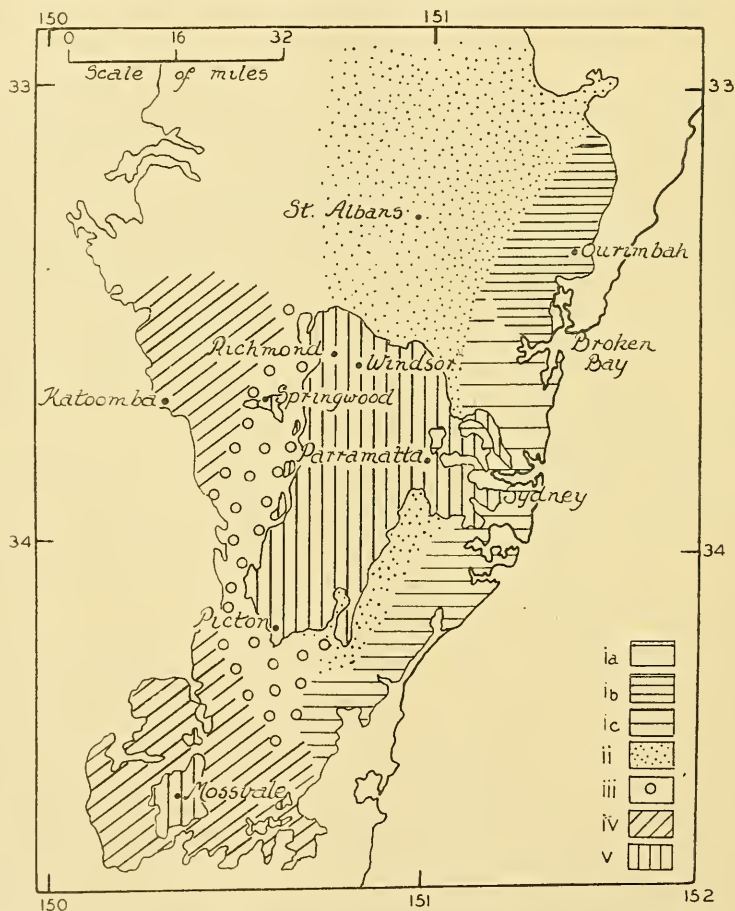 150
151
0 16 32
Scale of miles
33
33
St. Albans
Ourimbah
Richmond
Windsor
Broken
Bay
Katoomba
Springwood
Parramatta
Sydney
34
34
Picton
ia
ib
ic
ii
iii
iv
v
Mossvale
150
151
152